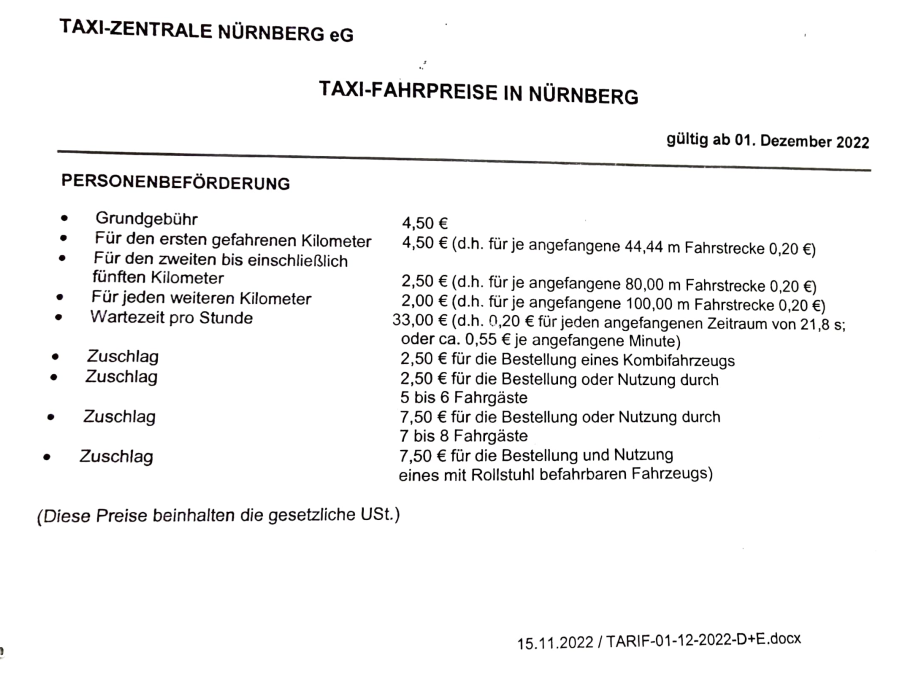 TAXI-ZENTRALE NÜRNBERG eG
TAXI-FAHRPREISE IN NÜRNBERG
gültig ab 01. Dezember 2022
PERSONENBEFÖRDERUNG
• Grundgebühr 4,50 €
• Für den ersten gefahrenen Kilometer 4,50 € (d.h. für je angefangene 44,44 m Fahrstrecke 0,20 €)
• Für den zweiten bis einschließlich
fünften Kilometer 2,50 € (d.h. für je angefangene 80,00 m Fahrstrecke 0,20 €)
• Für jeden weiteren Kilometer 2,00 € (d.h. für je angefangene 100,00 m Fahrstrecke 0,20 €)
• Wartezeit pro Stunde 33,00 € (d.h. 0,20 € für jeden angefangenen Zeitraum von 21,8 s;
oder ca. 0,55 € je angefangene Minute)
• Zuschlag 2,50 € für die Bestellung eines Kombifahrzeugs
• Zuschlag 2,50 € für die Bestellung oder Nutzung durch
5 bis 6 Fahrgäste
• Zuschlag 7,50 € für die Bestellung oder Nutzung durch
7 bis 8 Fahrgäste
• Zuschlag 7,50 € für die Bestellung und Nutzung
eines mit Rollstuhl befahrbaren Fahrzeugs)
(Diese Preise beinhalten die gesetzliche USt.)
15.11.2022 / TARIF-01-12-2022-D+E.docx